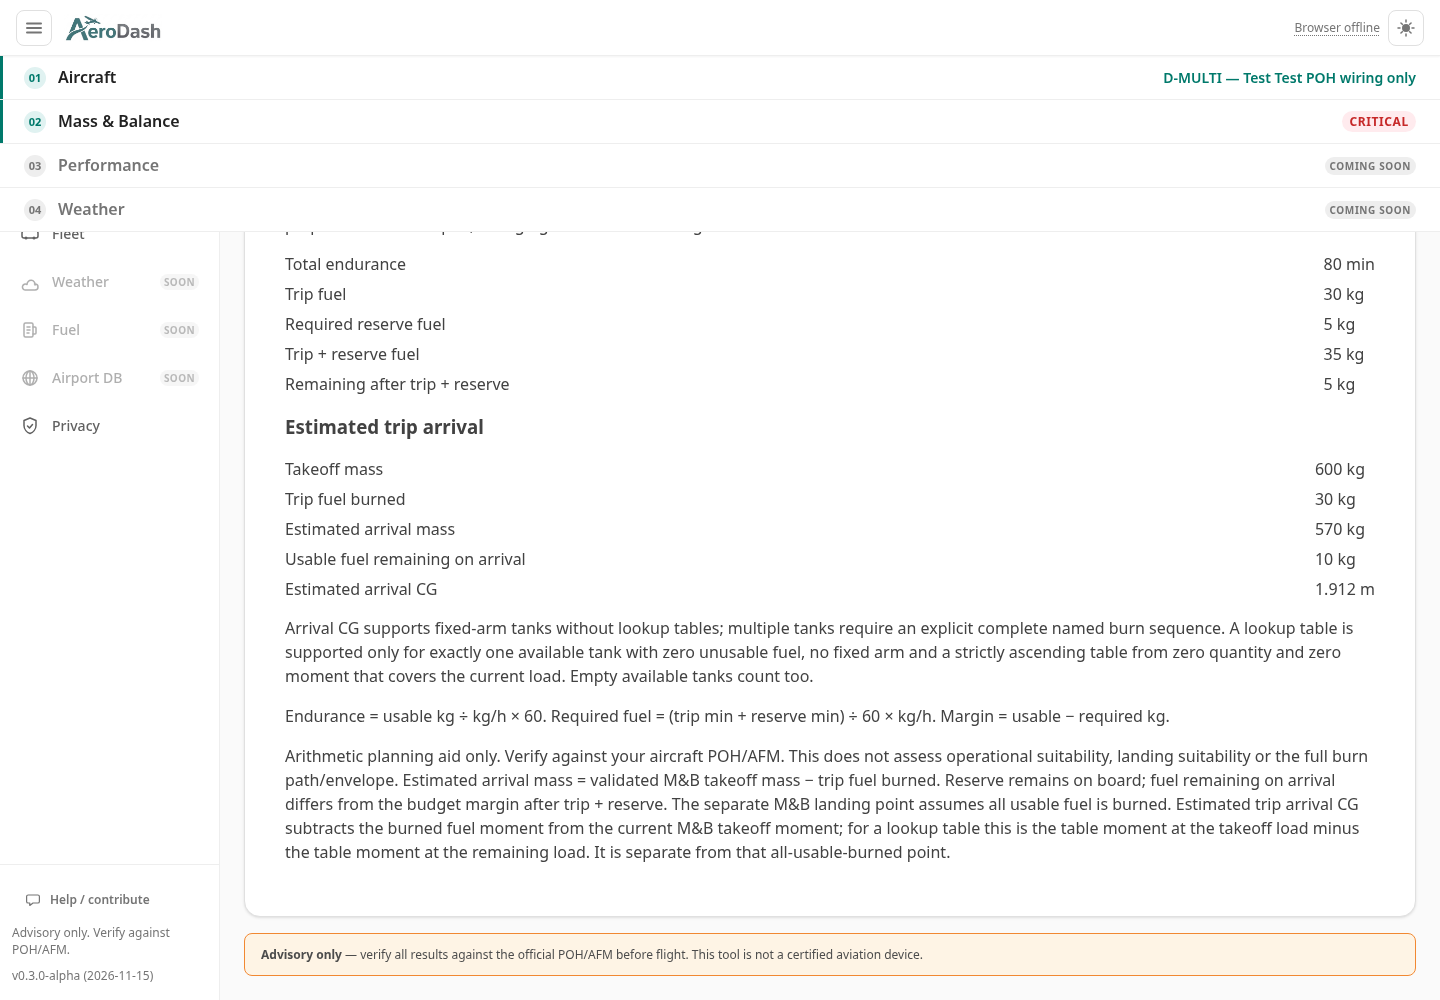 AeroDash
Browser offline
01 Aircraft D-MULTI — Test Test POH wiring only
02 Mass & Balance CRITICAL
03 Performance COMING SOON
04 Weather COMING SOON
Fleet
Weather SOON
Fuel SOON
Airport DB SOON
Privacy
Help / contribute
Advisory only. Verify against
POH/AFM.
v0.3.0-alpha (2026-11-15)
Total endurance 80 min
Trip fuel 30 kg
Required reserve fuel 5 kg
Trip + reserve fuel 35 kg
Remaining after trip + reserve 5 kg
Estimated trip arrival
Takeoff mass 600 kg
Trip fuel burned 30 kg
Estimated arrival mass 570 kg
Usable fuel remaining on arrival 10 kg
Estimated arrival CG 1.912 m
Arrival CG supports fixed-arm tanks without lookup tables; multiple tanks require an explicit complete named burn sequence. A lookup table is
supported only for exactly one available tank with zero unusable fuel, no fixed arm and a strictly ascending table from zero quantity and zero
moment that covers the current load. Empty available tanks count too.
Endurance = usable kg ÷ kg/h × 60. Required fuel = (trip min + reserve min) ÷ 60 × kg/h. Margin = usable − required kg.
Arithmetic planning aid only. Verify against your aircraft POH/AFM. This does not assess operational suitability, landing suitability or the full burn
path/envelope. Estimated arrival mass = validated M&B takeoff mass − trip fuel burned. Reserve remains on board; fuel remaining on arrival
differs from the budget margin after trip + reserve. The separate M&B landing point assumes all usable fuel is burned. Estimated trip arrival CG
subtracts the burned fuel moment from the current M&B takeoff moment; for a lookup table this is the table moment at the takeoff load minus
the table moment at the remaining load. It is separate from that all-usable-burned point.
Advisory only — verify all results against the official POH/AFM before flight. This tool is not a certified aviation device.